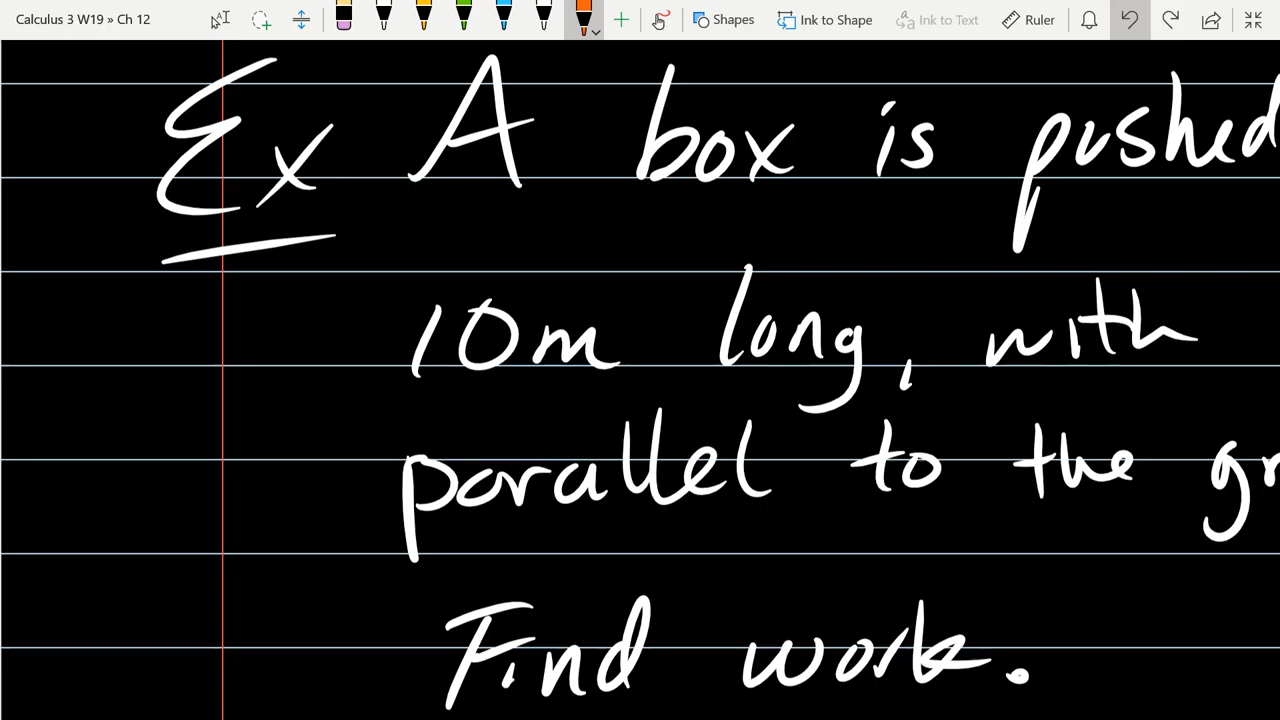 Calculus 3 W19 » Ch 12 Shapes Ink to Shape Ink to Text Ruler
Ex A box is pushed
10m long, with
parallel to the gr
Find work.